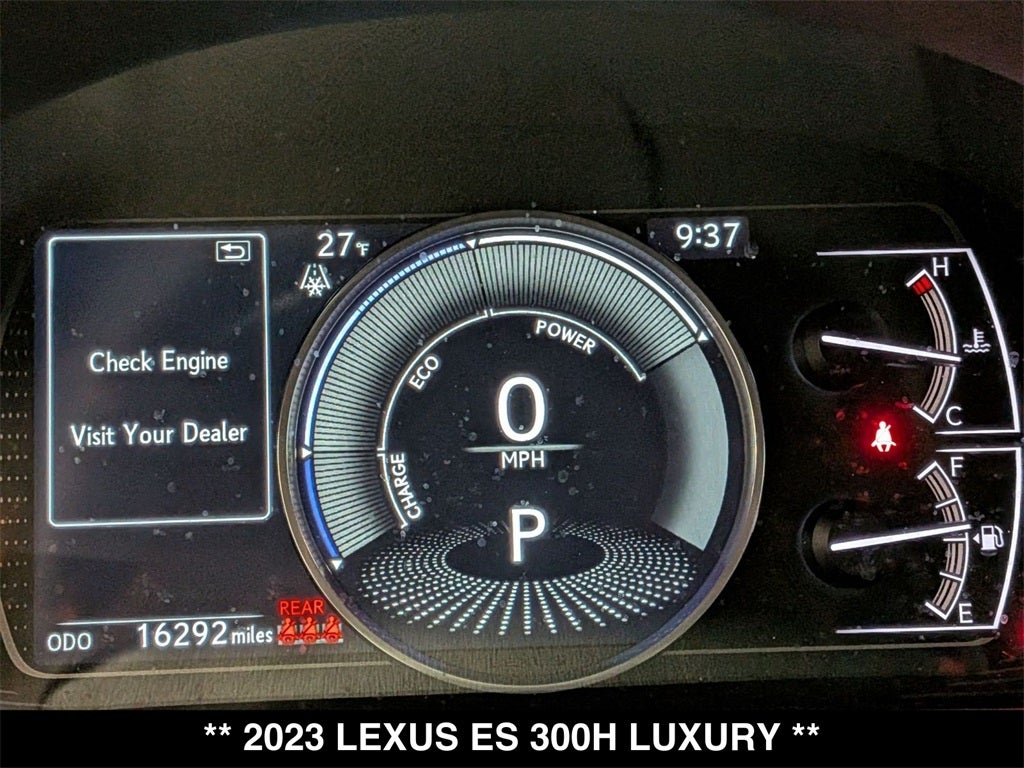 27°F
9:37
H
Check Engine
Visit Your Dealer
ECO
POWER
CHARGE
0
MPH
P
C
F
E
REAR
ODO 16292 miles
** 2023 LEXUS ES 300H LUXURY **